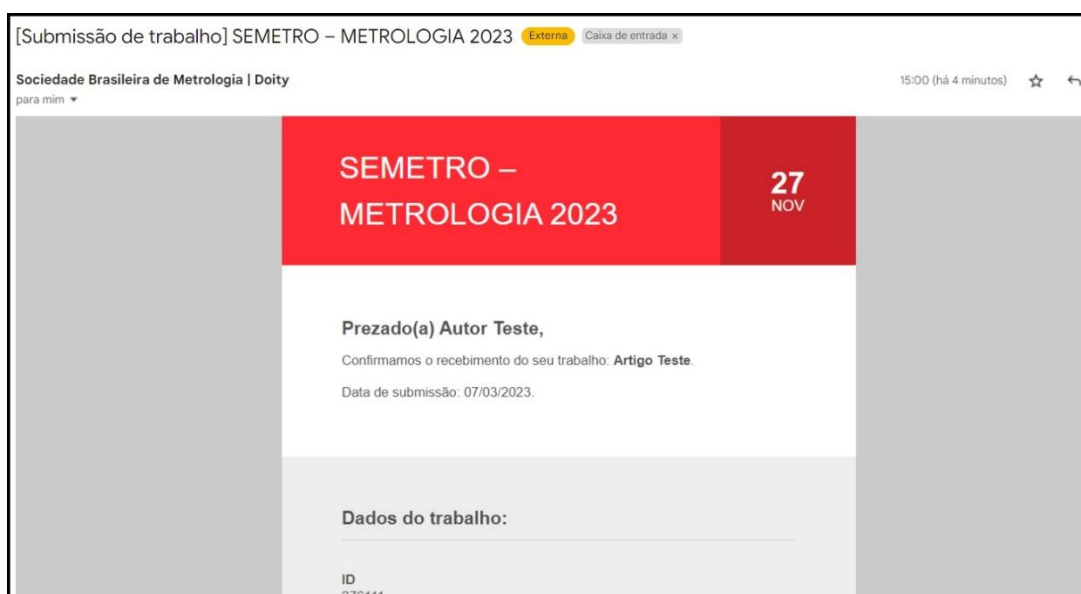 [Submissão de trabalho] SEMETRO – METROLOGIA 2023 Externa Caixa de entrada x
Sociedade Brasileira de Metrologia | Doity 15:00 (há 4 minutos)
para mim
SEMETRO –
METROLOGIA 2023
27
NOV
Prezado(a) Autor Teste,
Confirmamos o recebimento do seu trabalho: Artigo Teste.
Data de submissão: 07/03/2023.
Dados do trabalho:
ID